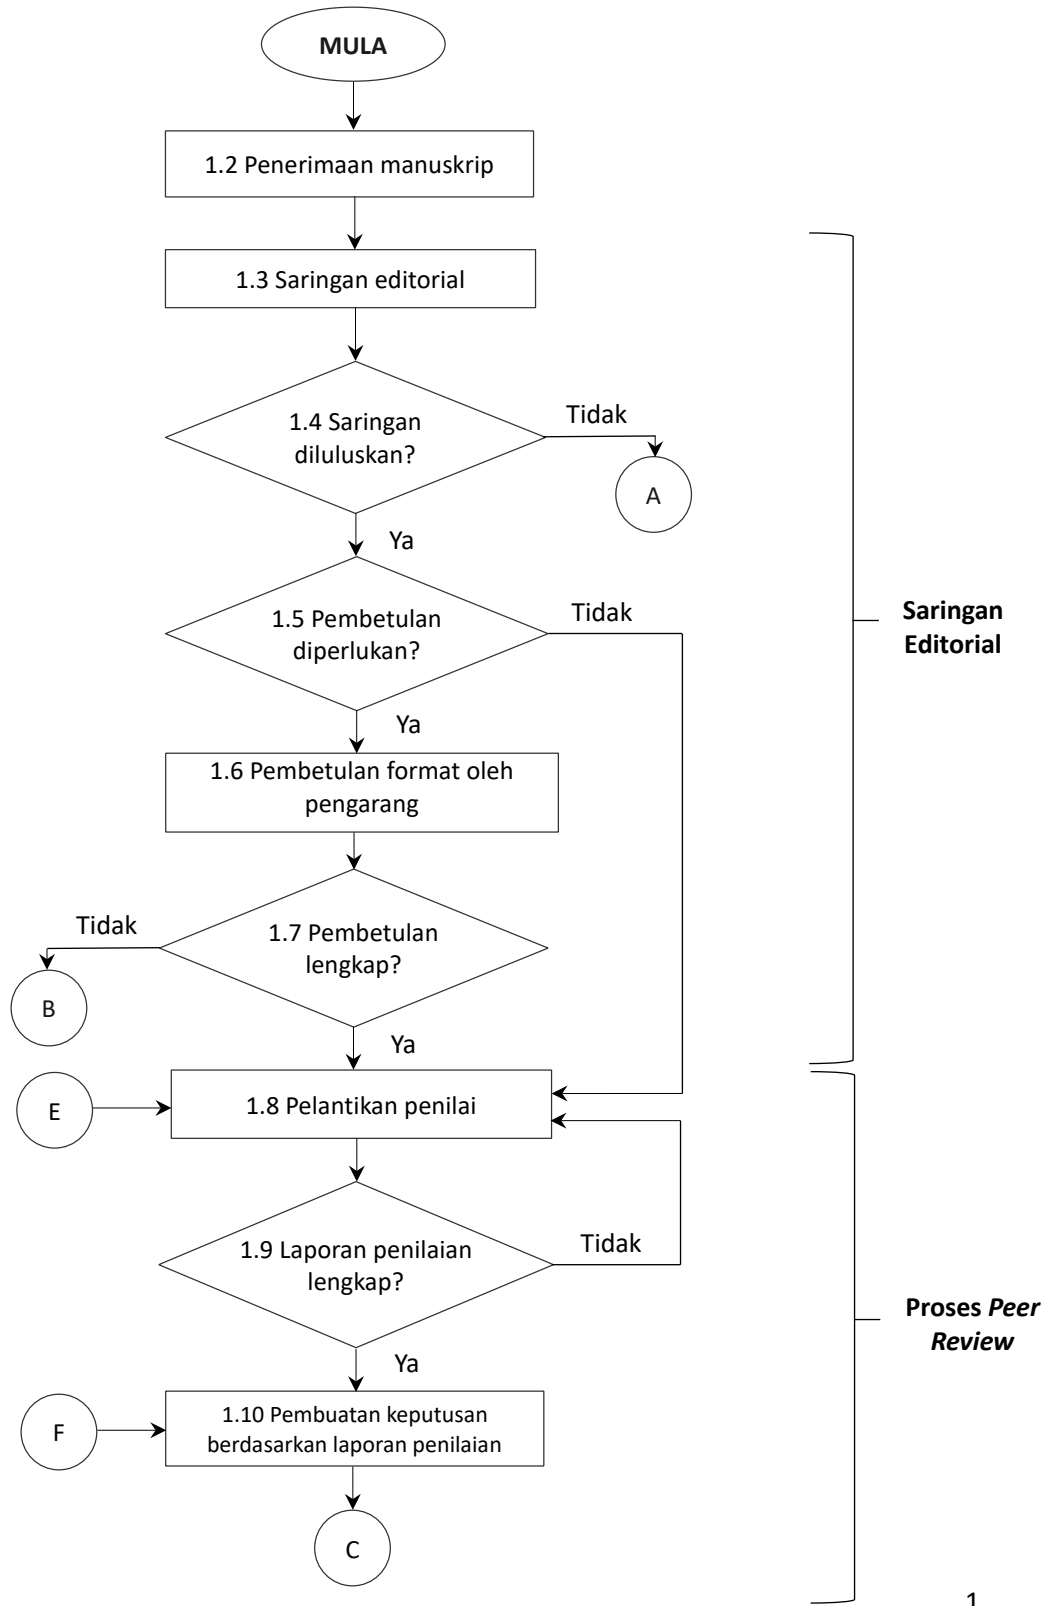 MULA
1.2 Penerimaan manuskrip
1.3 Saringan editorial
1.4 Saringan
diluluskan?
Tidak
A
Ya
1.5 Pembetulan
diperlukan?
Tidak
Saringan
Editorial
Ya
1.6 Pembetulan format oleh
pengarang
Tidak
1.7 Pembetulan
lengkap?
B
Ya
E
1.8 Pelantikan penilai
1.9 Laporan penilaian
lengkap?
Tidak
Proses Peer
Review
Ya
F
1.10 Pembuatan keputusan
berdasarkan laporan penilaian
C
1